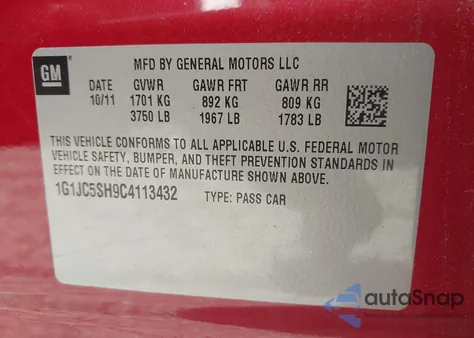 GM
MFD BY GENERAL MOTORS LLC
DATE GVWR GAWR FRT GAWR RR
10/11 1701 KG 892 KG 809 KG
3750 LB 1967 LB 1783 LB
THIS VEHICLE CONFORMS TO ALL APPLICABLE U.S. FEDERAL MOTOR
VEHICLE SAFETY, BUMPER, AND THEFT PREVENTION STANDARDS IN
EFFECT ON THE DATE OF MANUFACTURE SHOWN ABOVE.
1G1JC5SH9C4113432 TYPE: PASS CAR
autoSnap